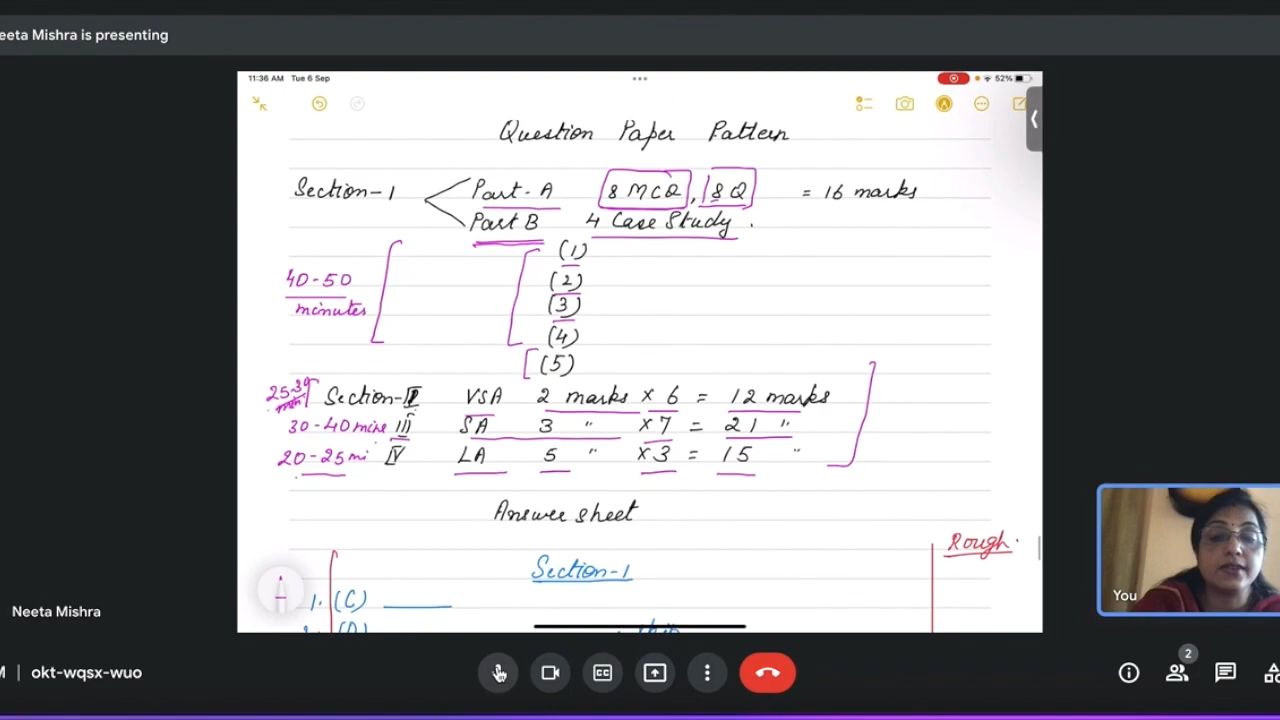 eeta Mishra is presenting
11:36 AM Tue 6 Sep
52%
Question Paper Pattern
Section-1 Part-A 8 MCQ, 8Q = 16 marks
Part B 4 Case Study.
(1)
(2)
(3)
(4)
(5)
40-50
minutes
Section-II VSA 2 marks × 6 = 12 marks
30-40 mins III SA 3 " ×7 = 21 "
20-25 mi IV LA 5 " ×3 = 15 "
Answer sheet
Rough.
Section-1
1. (C)
Neeta Mishra
You
M | okt-wqsx-wuo
2